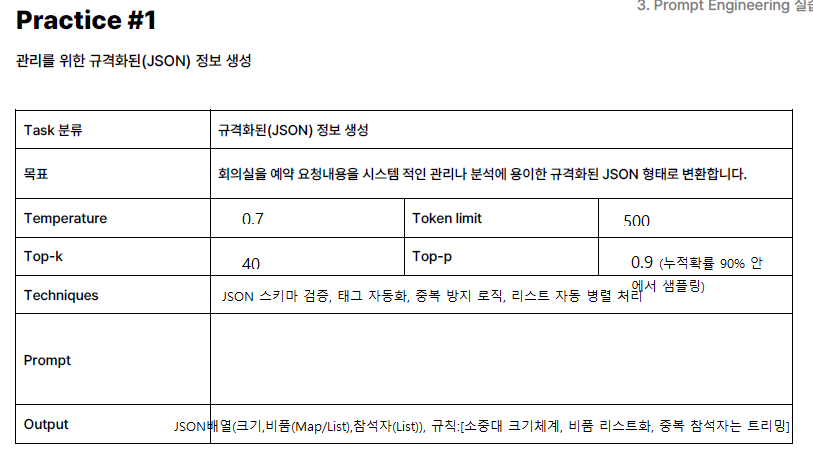 3. Prompt Engineering 실습
Practice #1
관리를 위한 규격화된(JSON) 정보 생성
Task 분류
규격화된(JSON) 정보 생성
목표
회의실을 예약 요청내용을 시스템 적인 관리나 분석에 용이한 규격화된 JSON 형태로 변환합니다.
Temperature
0.7
Token limit
500
Top-k
40
Top-p
0.9 (누적확률 90% 안
에서 샘플링)
Techniques
JSON 스키마 검증, 태그 자동화, 중복 방지 로직, 리스트 자동 병렬 처리
Prompt
Output
JSON배열(크기,비품(Map/List),참석자(List)), 규칙:[소중대 크기체계, 비품 리스트화, 중복 참석자는 트리밍]